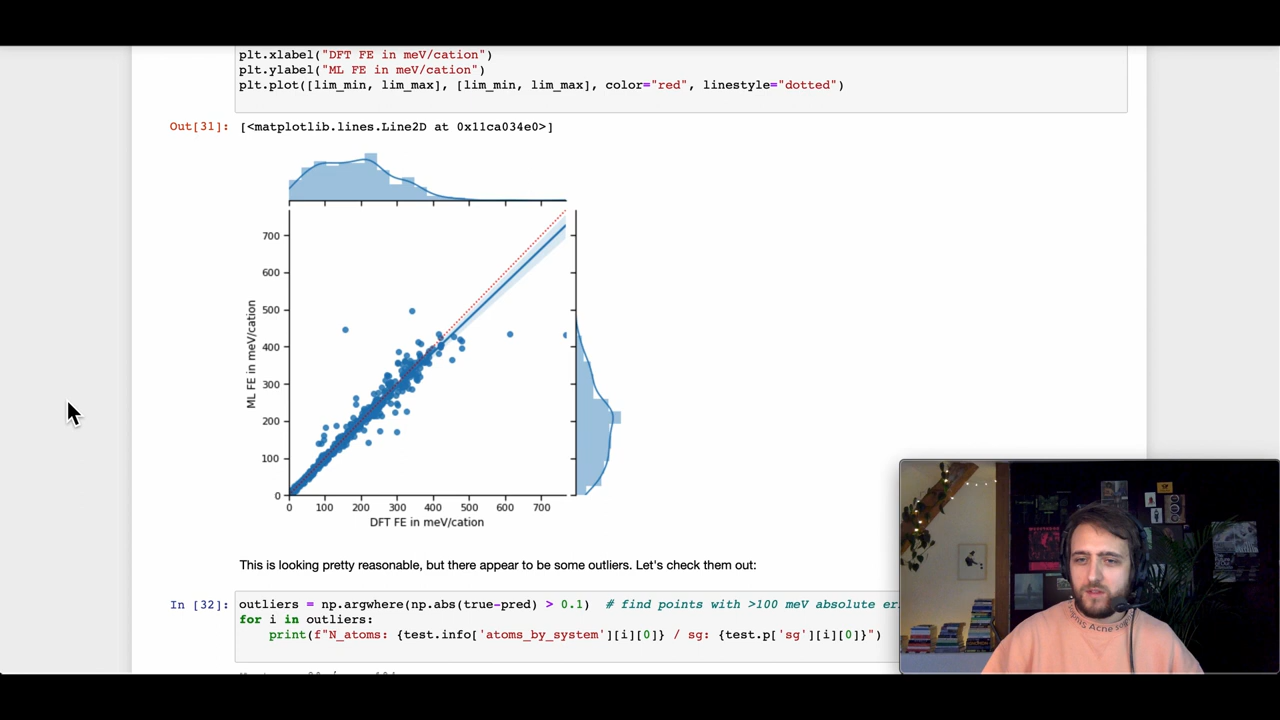 plt.xlabel("DFT FE in meV/cation")
plt.ylabel("ML FE in meV/cation")
plt.plot([lim_min, lim_max], [lim_min, lim_max], color="red", linestyle="dotted")
Out[31]: [<matplotlib.lines.Line2D at 0x11ca034e0>]
700
600
500
400
300
200
100
0
ML FE in meV/cation
0 100 200 300 400 500 600 700
DFT FE in meV/cation
This is looking pretty reasonable, but there appear to be some outliers. Let's check them out:
In [32]: outliers = np.argwhere(np.abs(true-pred) > 0.1)  # find points with >100 meV absolute er
for i in outliers:
    print(f"N_atoms: {test.info['atoms_by_system'][i][0]} / sg: {test.p['sg'][i][0]}")
Acne